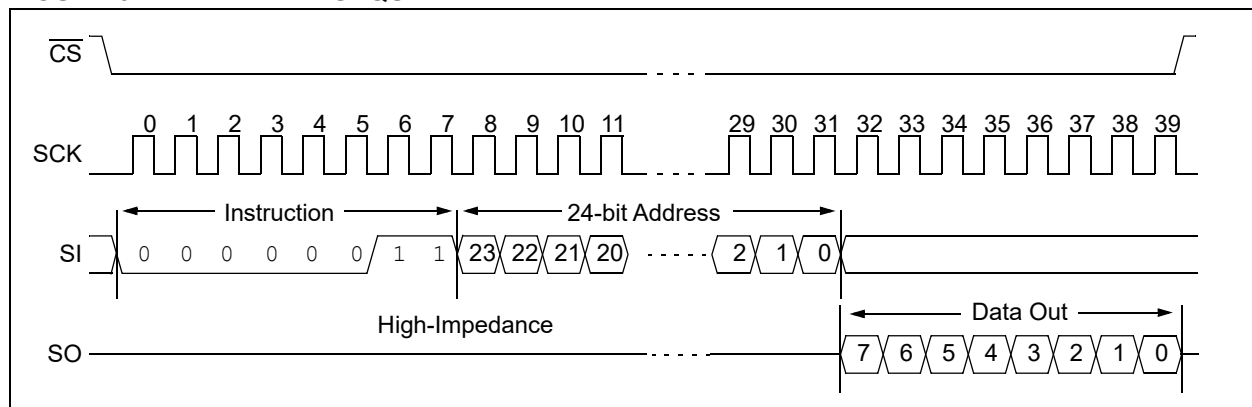 CS
0 1 2 3 4 5 6 7 8 9 10 11 29 30 31 32 33 34 35 36 37 38 39
SCK
Instruction 24-bit Address
SI 0 0 0 0 0 0 1 1 23 22 21 20 2 1 0
High-Impedance Data Out
SO 7 6 5 4 3 2 1 0